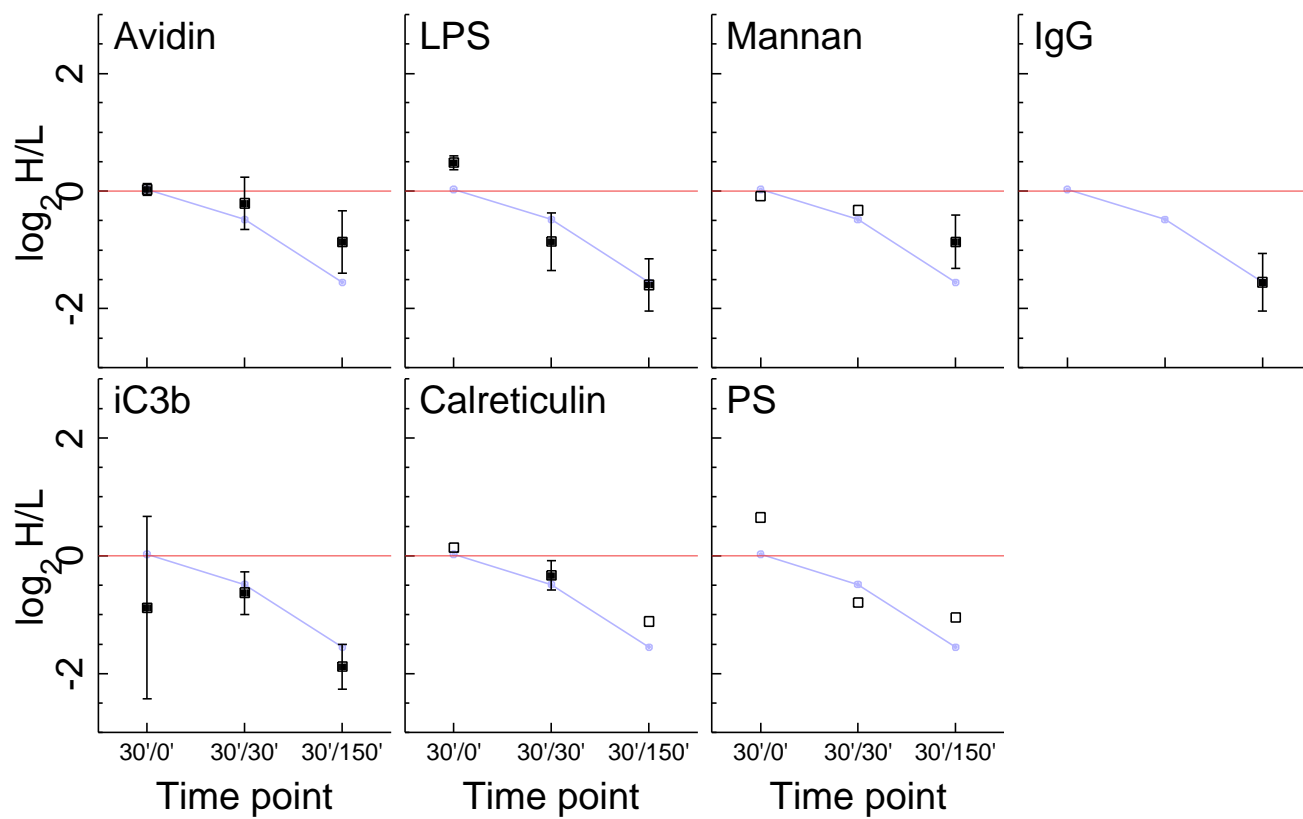 Avidin
LPS
Mannan
IgG
log2 H/L
2
0
-2
iC3b
Calreticulin
PS
log2 H/L
2
0
-2
30'/0' 30'/30' 30'/150'
30'/0' 30'/30' 30'/150'
30'/0' 30'/30' 30'/150'
Time point
Time point
Time point